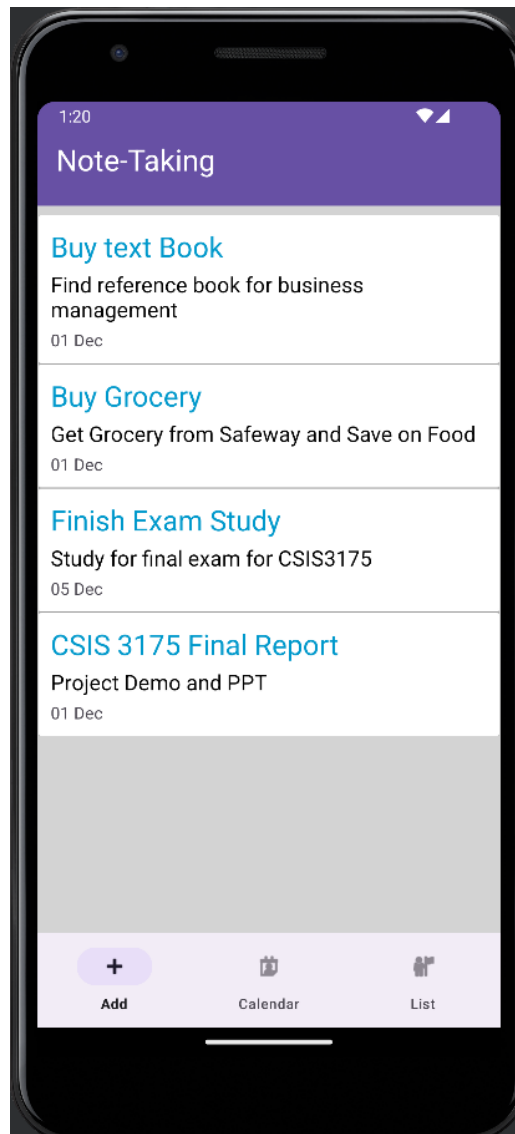 1:20
Note-Taking
Buy text Book
Find reference book for business
management
01 Dec
Buy Grocery
Get Grocery from Safeway and Save on Food
01 Dec
Finish Exam Study
Study for final exam for CSIS3175
05 Dec
CSIS 3175 Final Report
Project Demo and PPT
01 Dec
Add Calendar List